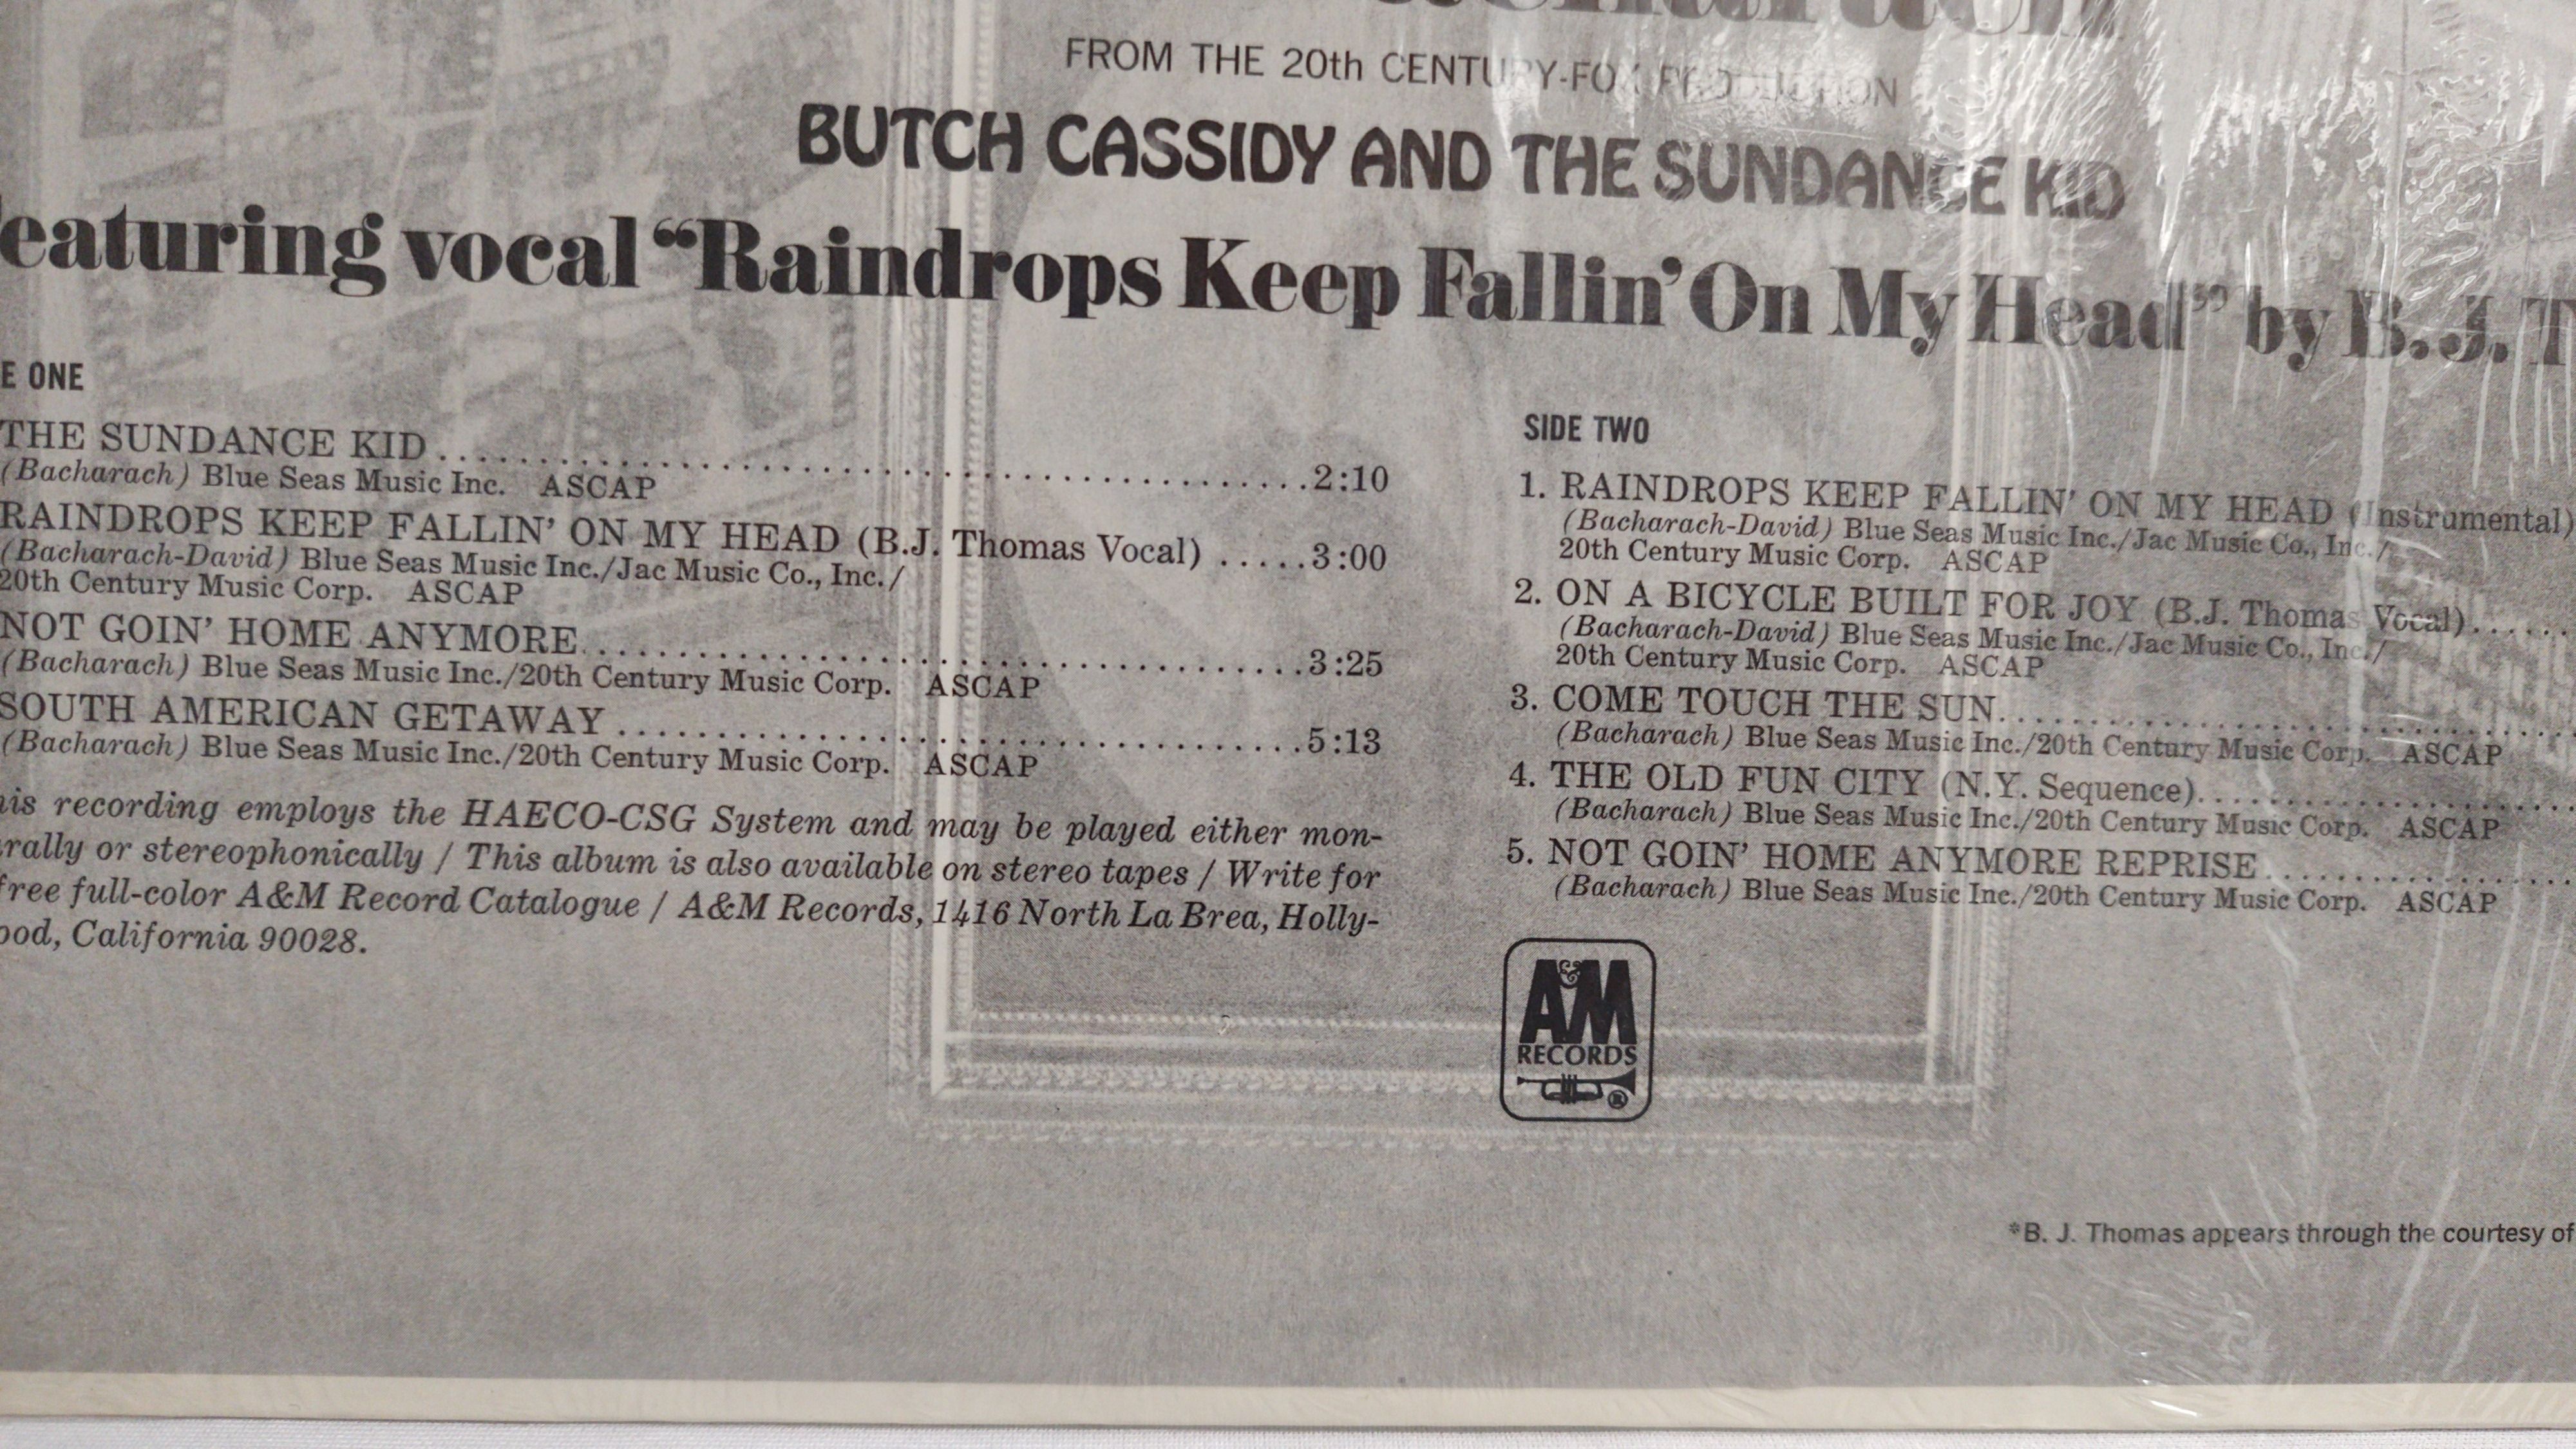 FROM THE 20th CENTURY-FOX PRODUCTION
BUTCH CASSIDY AND THE SUNDANCE KID
eaturing vocal “Raindrops Keep Fallin’ On My Head” by B.J. T
E ONE
THE SUNDANCE KID . . . . . . . . . . . . . . . . . . . . . . . . . 2:10
(Bacharach) Blue Seas Music Inc. ASCAP
RAINDROPS KEEP FALLIN’ ON MY HEAD (B.J. Thomas Vocal) . . . . . 3:00
(Bacharach-David) Blue Seas Music Inc./Jac Music Co., Inc./
20th Century Music Corp. ASCAP
NOT GOIN’ HOME ANYMORE . . . . . . . . . . . . . . . . . . . . 3:25
(Bacharach) Blue Seas Music Inc./20th Century Music Corp. ASCAP
SOUTH AMERICAN GETAWAY . . . . . . . . . . . . . . . . . . . . 5:13
(Bacharach) Blue Seas Music Inc./20th Century Music Corp. ASCAP
is recording employs the HAECO-CSG System and may be played either mon-
rally or stereophonically / This album is also available on stereo tapes / Write for
free full-color A&M Record Catalogue / A&M Records, 1416 North La Brea, Holly-
ood, California 90028.
SIDE TWO
1. RAINDROPS KEEP FALLIN’ ON MY HEAD (Instrumental)
(Bacharach-David) Blue Seas Music Inc./Jac Music Co., Inc./
20th Century Music Corp. ASCAP
2. ON A BICYCLE BUILT FOR JOY (B.J. Thomas Vocal) . . . . . .
(Bacharach-David) Blue Seas Music Inc./Jac Music Co., Inc./
20th Century Music Corp. ASCAP
3. COME TOUCH THE SUN . . . . . . . . . . . . . . . . . . . .
(Bacharach) Blue Seas Music Inc./20th Century Music Corp. ASCAP
4. THE OLD FUN CITY (N.Y. Sequence) . . . . . . . . . . . . . .
(Bacharach) Blue Seas Music Inc./20th Century Music Corp. ASCAP
5. NOT GOIN’ HOME ANYMORE REPRISE . . . . . . . . . . . . .
(Bacharach) Blue Seas Music Inc./20th Century Music Corp. ASCAP
A&M
RECORDS
®
*B. J. Thomas appears through the courtesy of